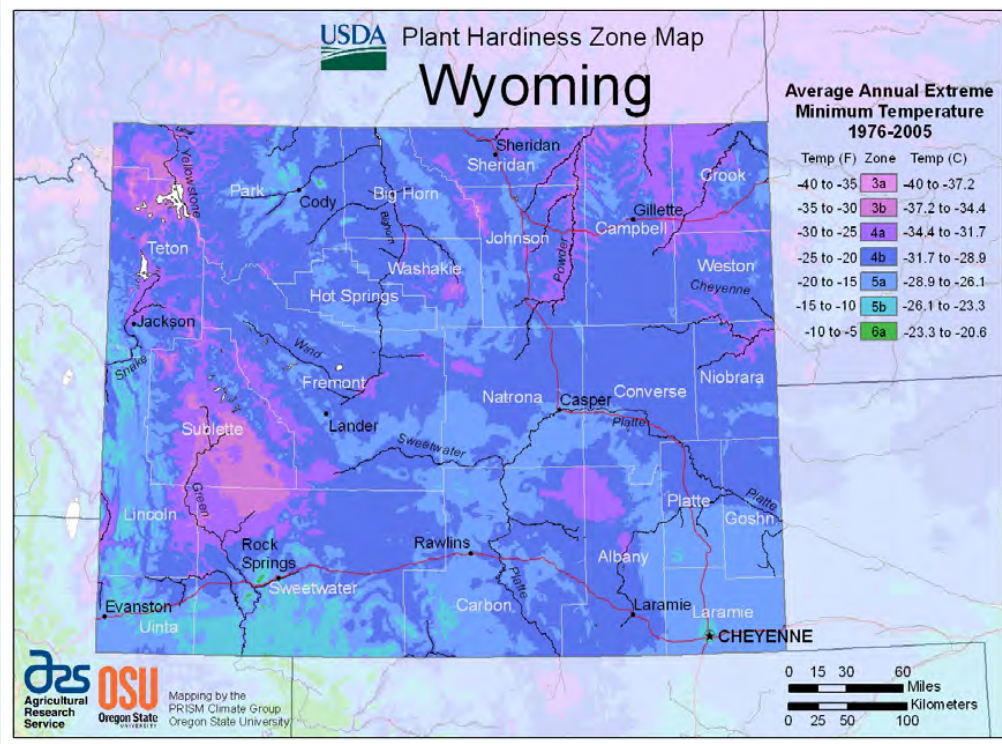 USDA Plant Hardiness Zone Map
Wyoming
Average Annual Extreme
Minimum Temperature
1976-2005
Temp (F) Zone Temp (C)
-40 to -35 3a -40 to -37.2
-35 to -30 3b -37.2 to -34.4
-30 to -25 4a -34.4 to -31.7
-25 to -20 4b -31.7 to -28.9
-20 to -15 5a -28.9 to -26.1
-15 to -10 5b -26.1 to -23.3
-10 to -5 6a -23.3 to -20.6
Sheridan
Sheridan
Yellowstone
Park
Cody
Big Horn
Bighorn
Crook
Gillette
Campbell
Johnson
Teton
Washakie
Powder
Weston
Cheyenne
Hot Springs
Jackson
Snake
Wind
Fremont
Natrona
Casper
Converse
Niobrara
Lander
Platte
Sublette
Sweetwater
Green
Lincoln
Platte
Platte
Goshn
Rock
Springs
Rawlins
Albany
Sweetwater
Platte
Carbon
Evanston
Uinta
Laramie
Laramie
CHEYENNE
ars
Agricultural
Research
Service
OSU
Oregon State
UNIVERSITY
Mapping by the
PRISM Climate Group
Oregon State University
0 15 30 60
Miles
Kilometers
0 25 50 100